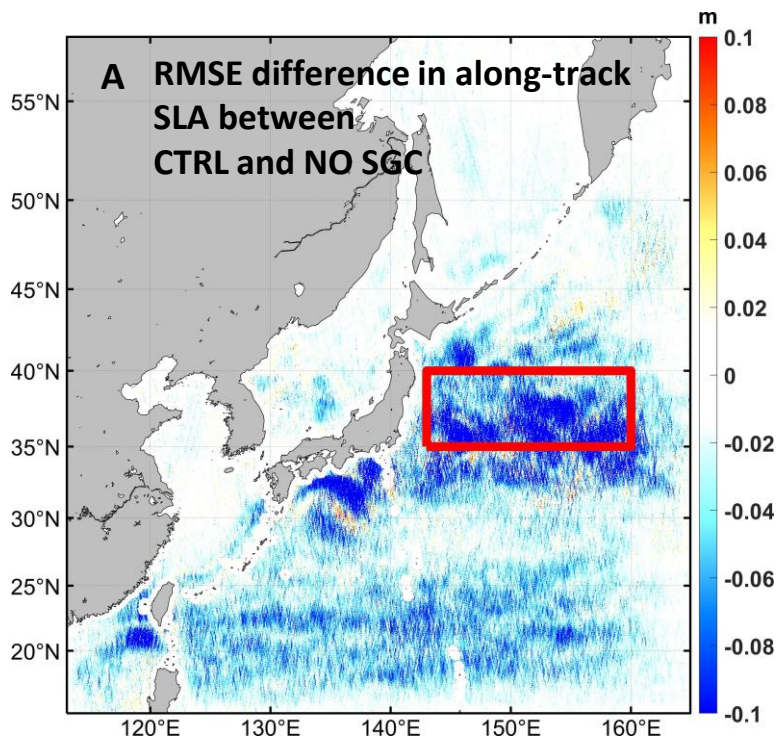 m
A RMSE difference in along-track
SLA between
CTRL and NO SGC
0.1
0.08
0.06
0.04
0.02
0
-0.02
-0.04
-0.06
-0.08
-0.1
55°N
50°N
45°N
40°N
35°N
30°N
25°N
20°N
120°E
130°E
140°E
150°E
160°E